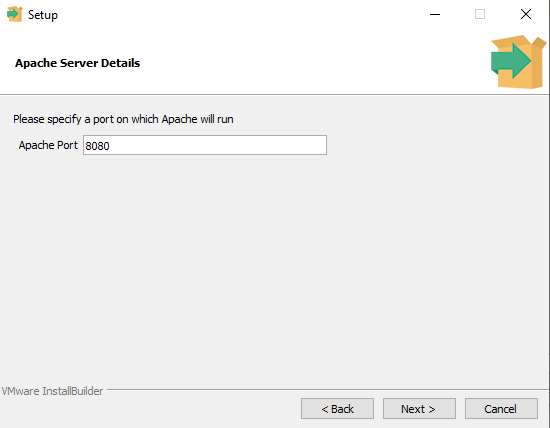 Setup
Apache Server Details
Please specify a port on which Apache will run
Apache Port 8080
VMware InstallBuilder
< Back Next > Cancel